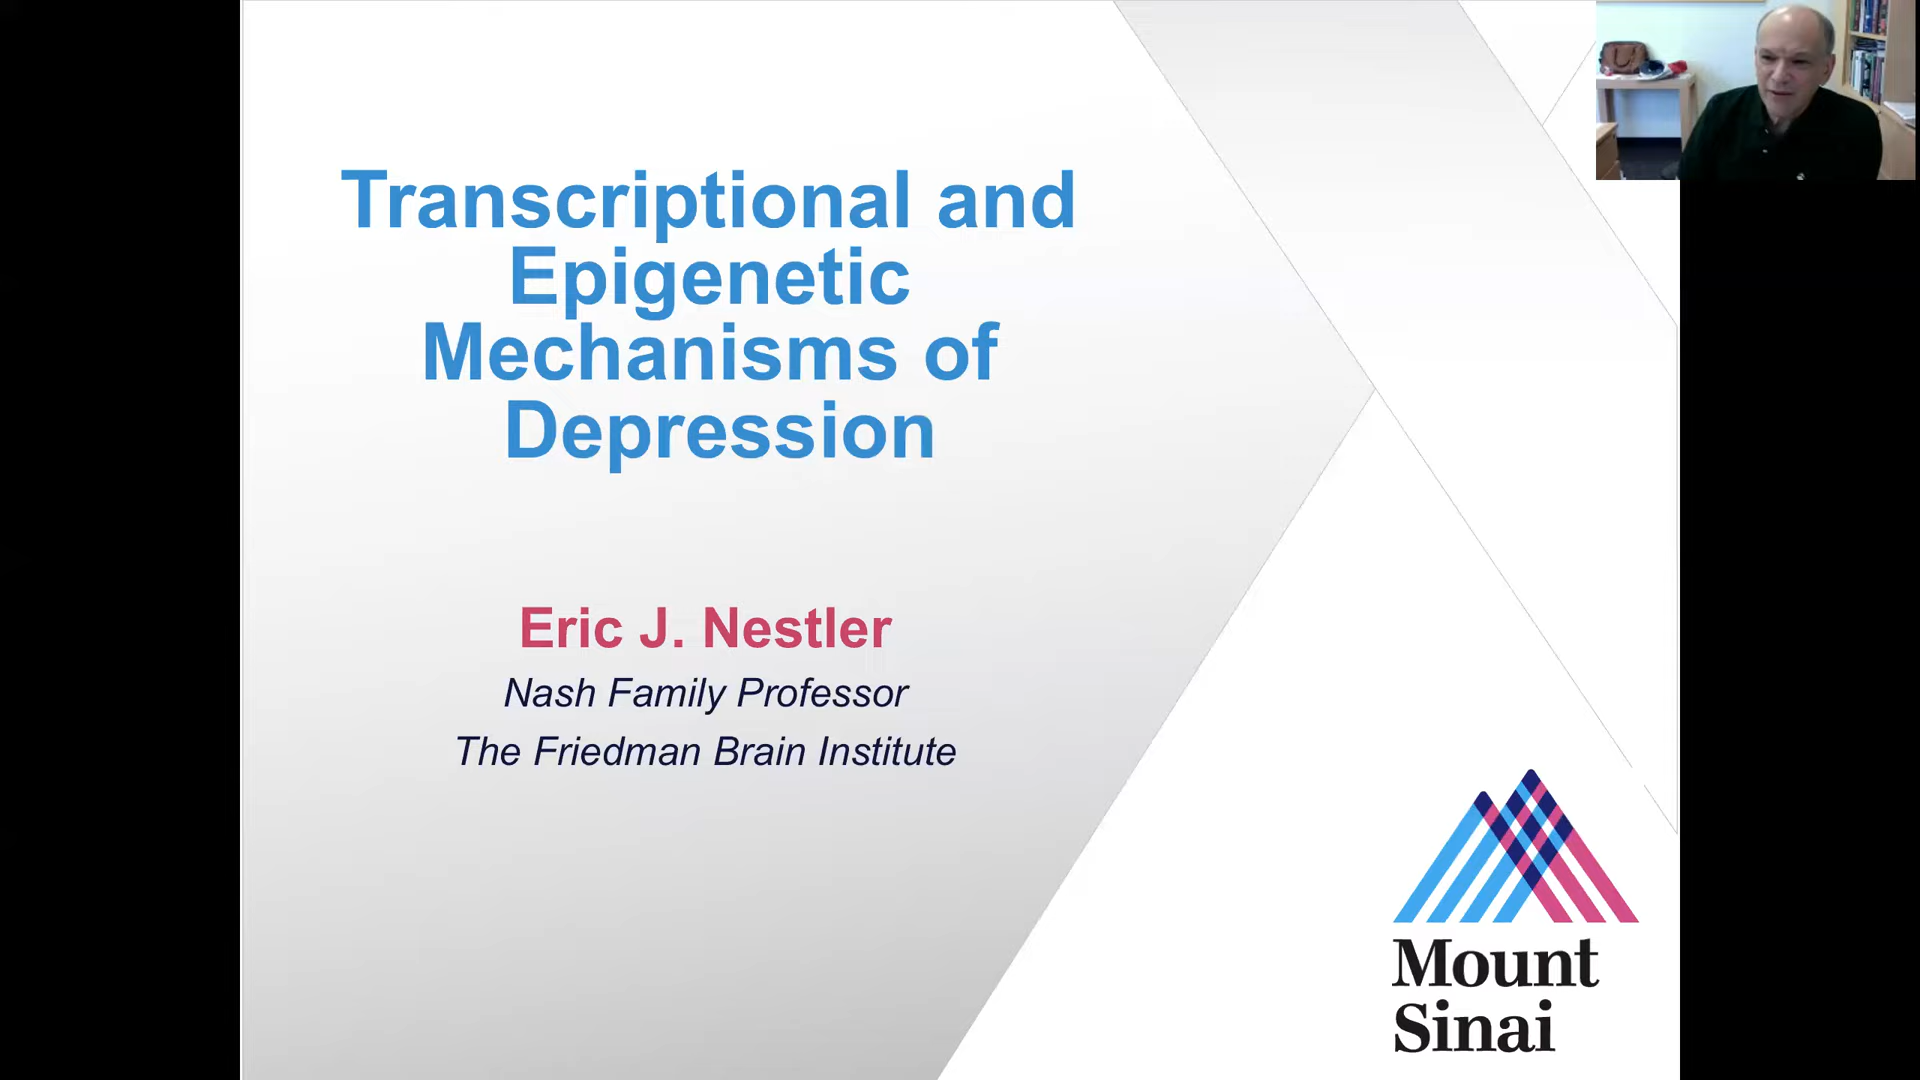 Transcriptional and
Epigenetic
Mechanisms of
Depression
Eric J. Nestler
Nash Family Professor
The Friedman Brain Institute
Mount
Sinai